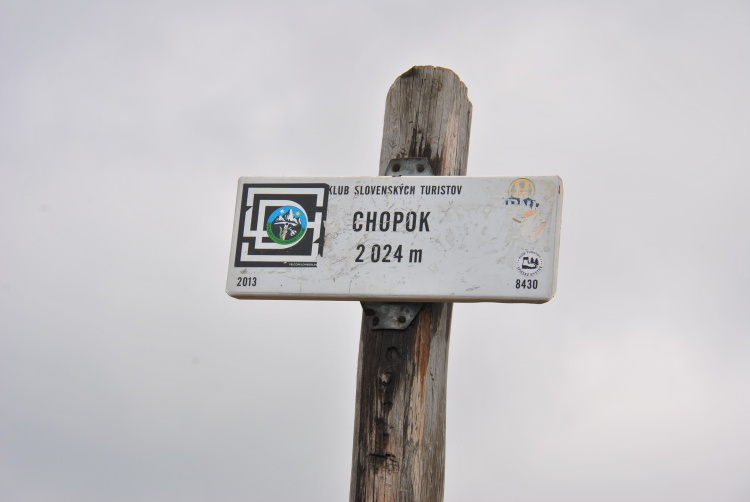 KLUB SLOVENSKÝCH TURISTOV
CHOPOK
2 024 m
2013
8430